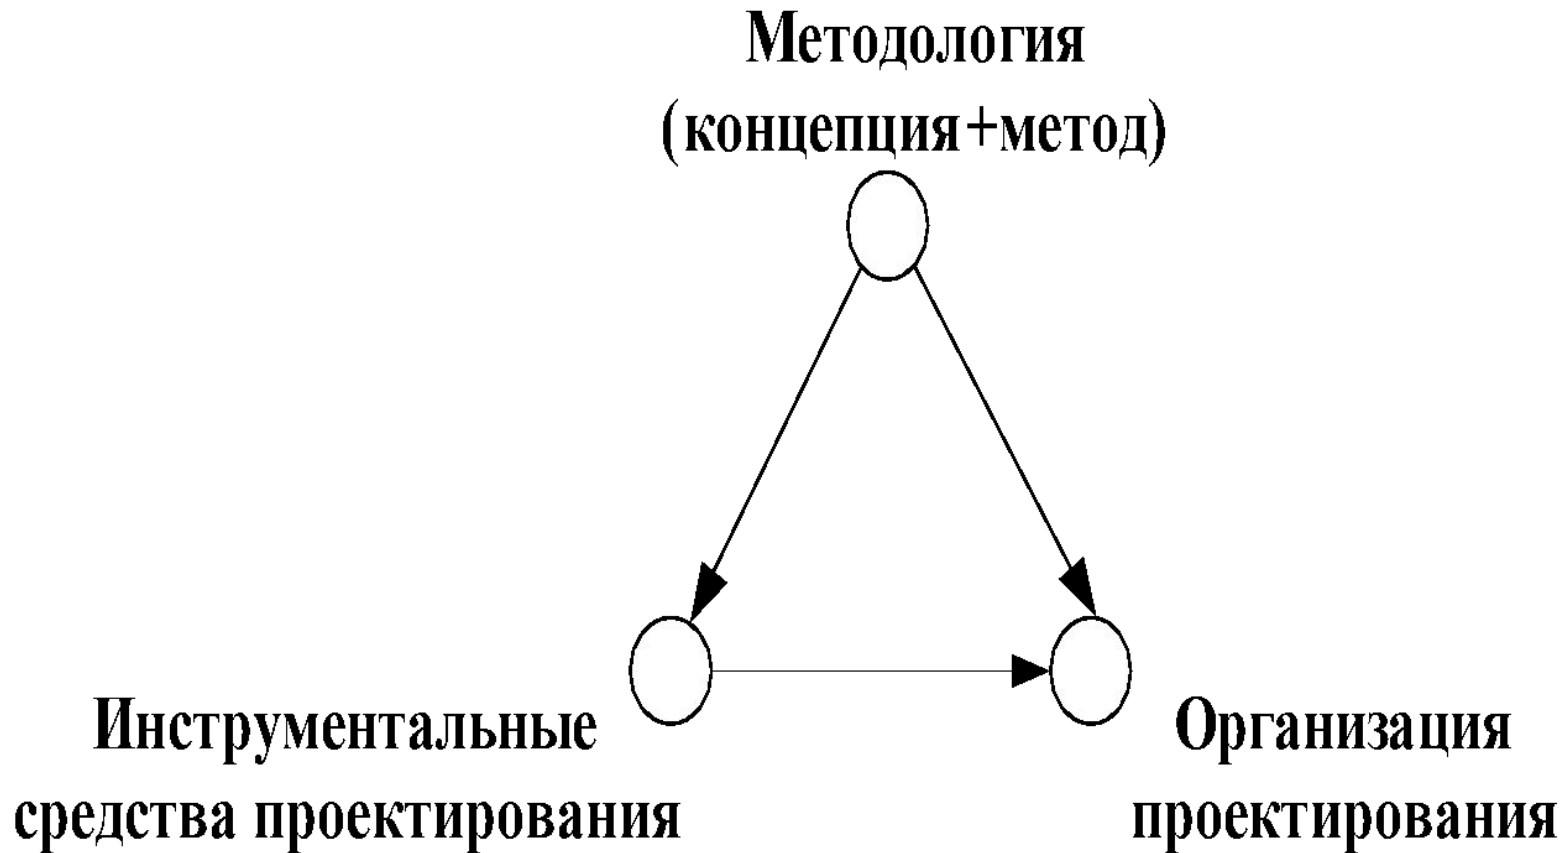 Методология
(концепция+метод)
Инструментальные
средства проектирования
Организация
проектирования